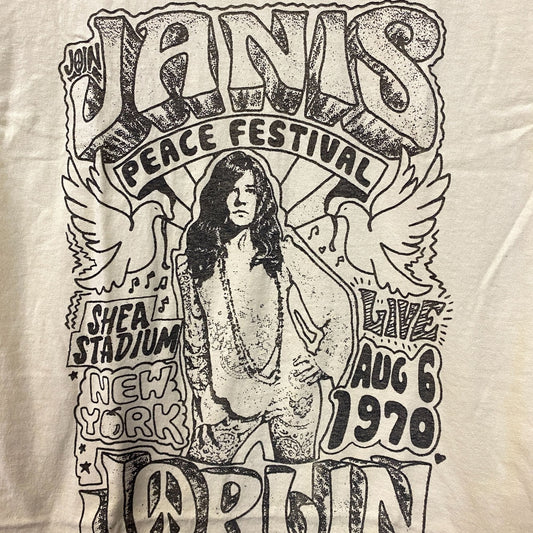 JOIN
JANIS
PEACE FESTIVAL
SHEA
STADIUM
LIVE
NEW
YORK
AUG 6
1970
JOPLIN